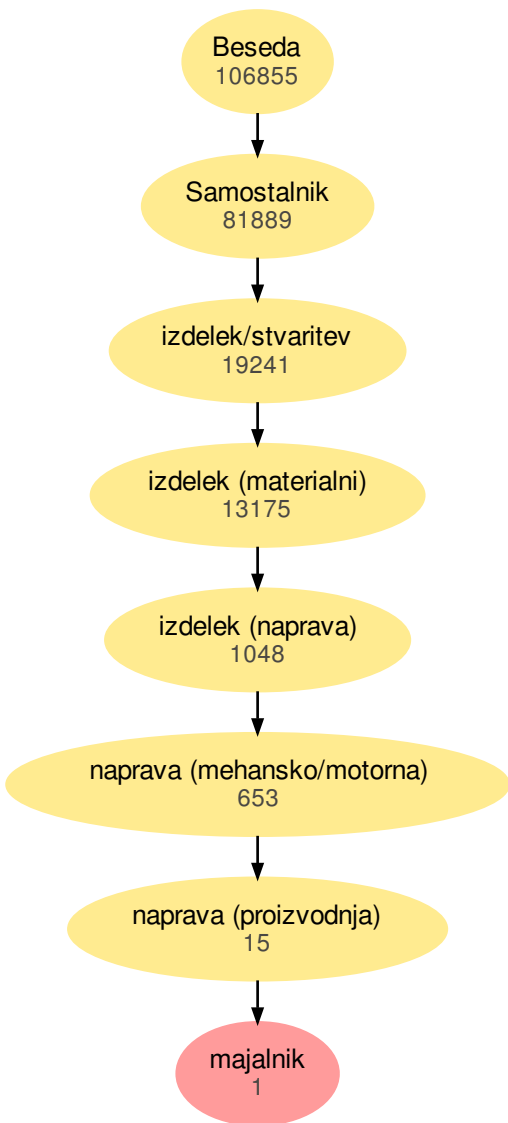 Beseda
106855
Samostalnik
81889
izdelek/stvaritev
19241
izdelek (materialni)
13175
izdelek (naprava)
1048
naprava (mehansko/motorna)
653
naprava (proizvodnja)
15
majalnik
1